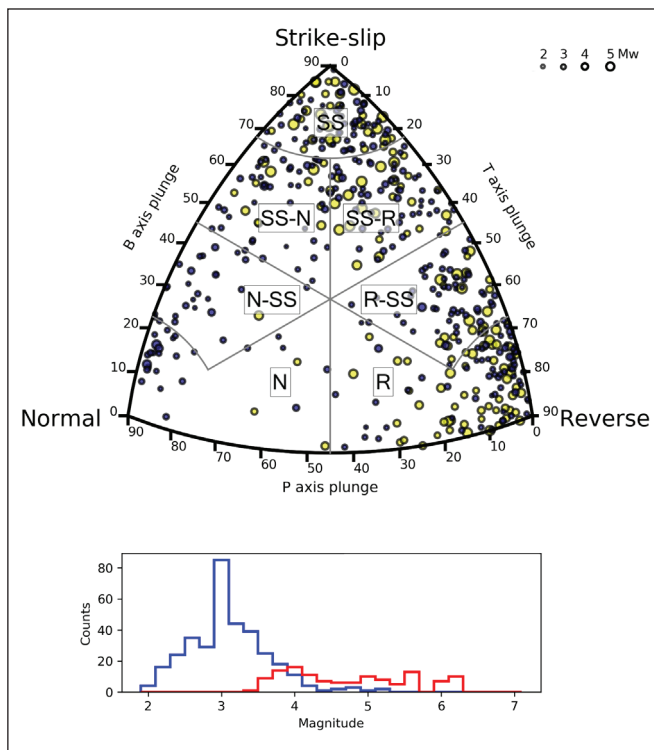 Strike-slip
2 3 4 5 Mw
90 0
80 10
SS
70 20
60 30
B axis plunge
T axis plunge
50 40
SS-N SS-R
40 50
30 60
N-SS R-SS
20 70
10 80
N R
Normal 0 90 Reverse
90 80 70 60 50 40 30 20 10 0
P axis plunge
80
60
Counts
40
20
0
2 3 4 5 6 7
Magnitude